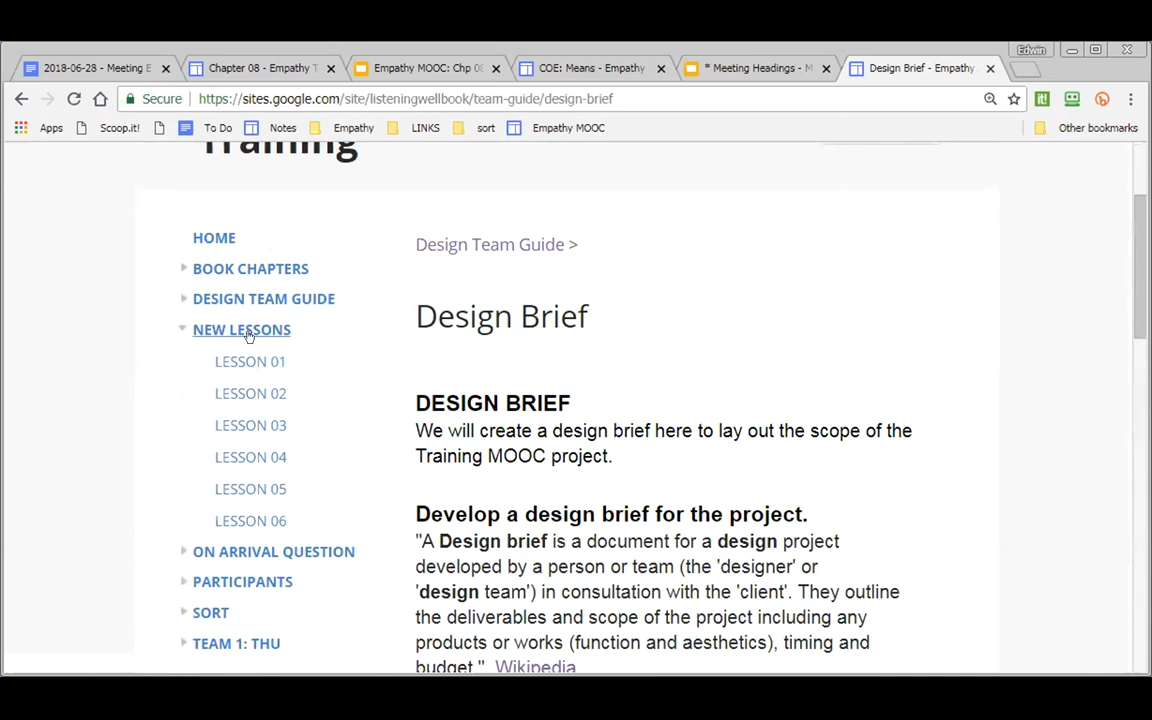 Edwin
2018-06-28 - Meeting E
Chapter 08 - Empathy T
Empathy MOOC: Chp 08
COE: Means - Empathy
* Meeting Headings - M
Design Brief - Empathy
Secure
https://sites.google.com/site/listeningwellbook/team-guide/design-brief
Apps
Scoop.it!
To Do
Notes
Empathy
LINKS
sort
Empathy MOOC
Other bookmarks
Training
HOME
BOOK CHAPTERS
DESIGN TEAM GUIDE
NEW LESSONS
LESSON 01
LESSON 02
LESSON 03
LESSON 04
LESSON 05
LESSON 06
ON ARRIVAL QUESTION
PARTICIPANTS
SORT
TEAM 1: THU
Design Team Guide >
Design Brief
DESIGN BRIEF
We will create a design brief here to lay out the scope of the
Training MOOC project.
Develop a design brief for the project.
"A Design brief is a document for a design project
developed by a person or team (the 'designer' or
'design team') in consultation with the 'client'. They outline
the deliverables and scope of the project including any
products or works (function and aesthetics), timing and
budget." Wikipedia